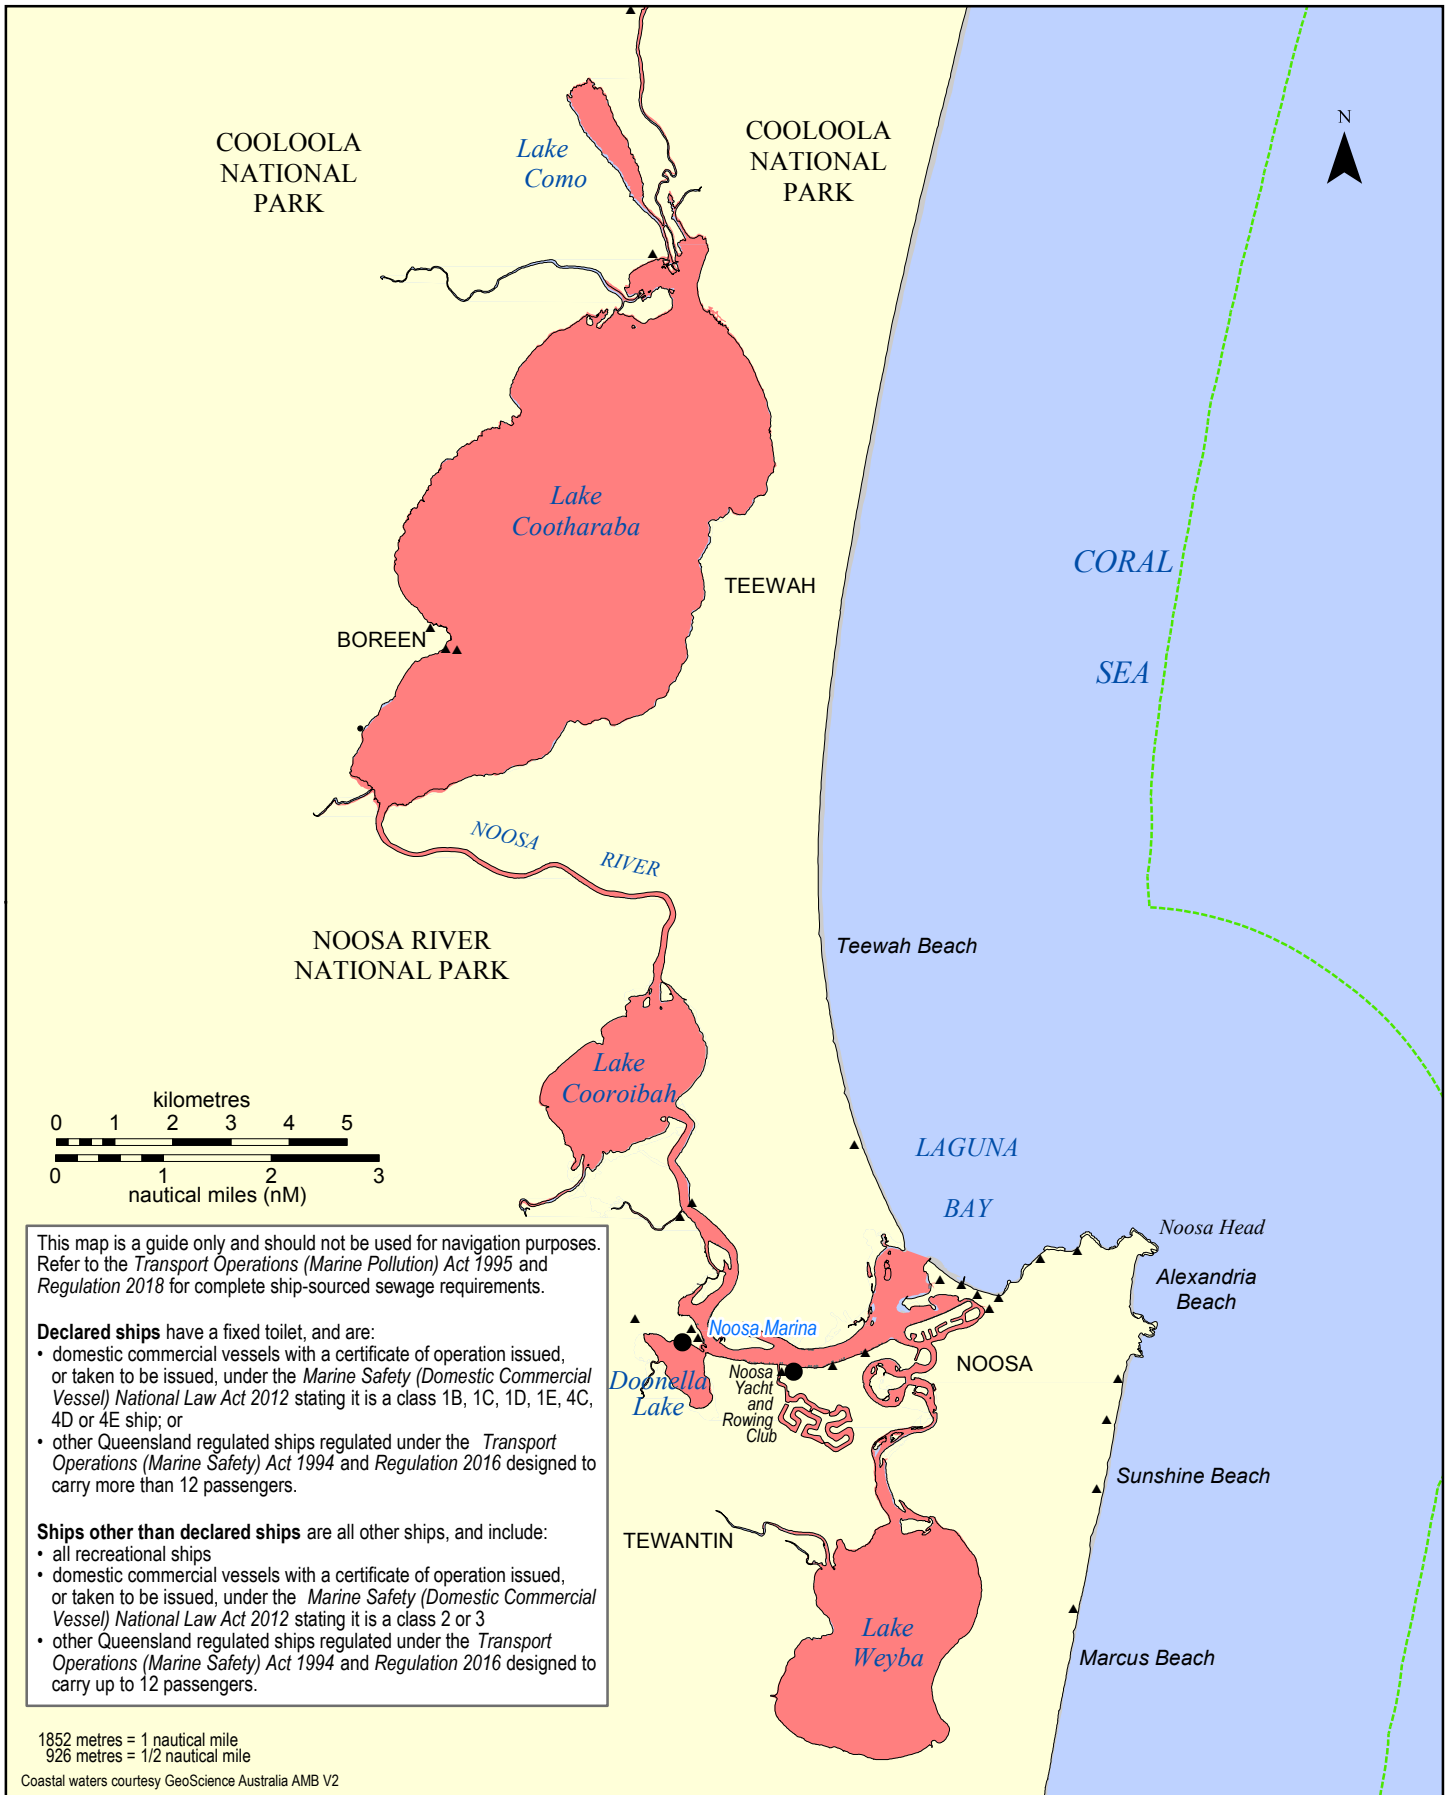 COOLOOLA
NATIONAL
PARK
Lake
Como
COOLOOLA
NATIONAL
PARK
N
Lake
Cootharaba
CORAL
SEA
TEEWAH
BOREEN
NOOSA RIVER
NOOSA RIVER
NATIONAL PARK
Teewah Beach
Lake
Cooroibah
kilometres
0 1 2 3 4 5
0 1 2 3
nautical miles (nM)
LAGUNA
BAY
Noosa Head
Alexandria
Beach
Noosa Marina
NOOSA
Doonella
Lake
Noosa
Yacht
and
Rowing
Club
Sunshine Beach
TEWANTIN
Lake
Weyba
Marcus Beach
This map is a guide only and should not be used for navigation purposes.
Refer to the Transport Operations (Marine Pollution) Act 1995 and
Regulation 2018 for complete ship-sourced sewage requirements.
Declared ships have a fixed toilet, and are:
• domestic commercial vessels with a certificate of operation issued,
or taken to be issued, under the Marine Safety (Domestic Commercial
Vessel) National Law Act 2012 stating it is a class 1B, 1C, 1D, 1E, 4C,
4D or 4E ship; or
• other Queensland regulated ships regulated under the Transport
Operations (Marine Safety) Act 1994 and Regulation 2016 designed to
carry more than 12 passengers.
Ships other than declared ships are all other ships, and include:
• all recreational ships
• domestic commercial vessels with a certificate of operation issued,
or taken to be issued, under the Marine Safety (Domestic Commercial
Vessel) National Law Act 2012 stating it is a class 2 or 3
• other Queensland regulated ships regulated under the Transport
Operations (Marine Safety) Act 1994 and Regulation 2016 designed to
carry up to 12 passengers.
1852 metres = 1 nautical mile
926 metres = 1/2 nautical mile
Coastal waters courtesy GeoScience Australia AMB V2